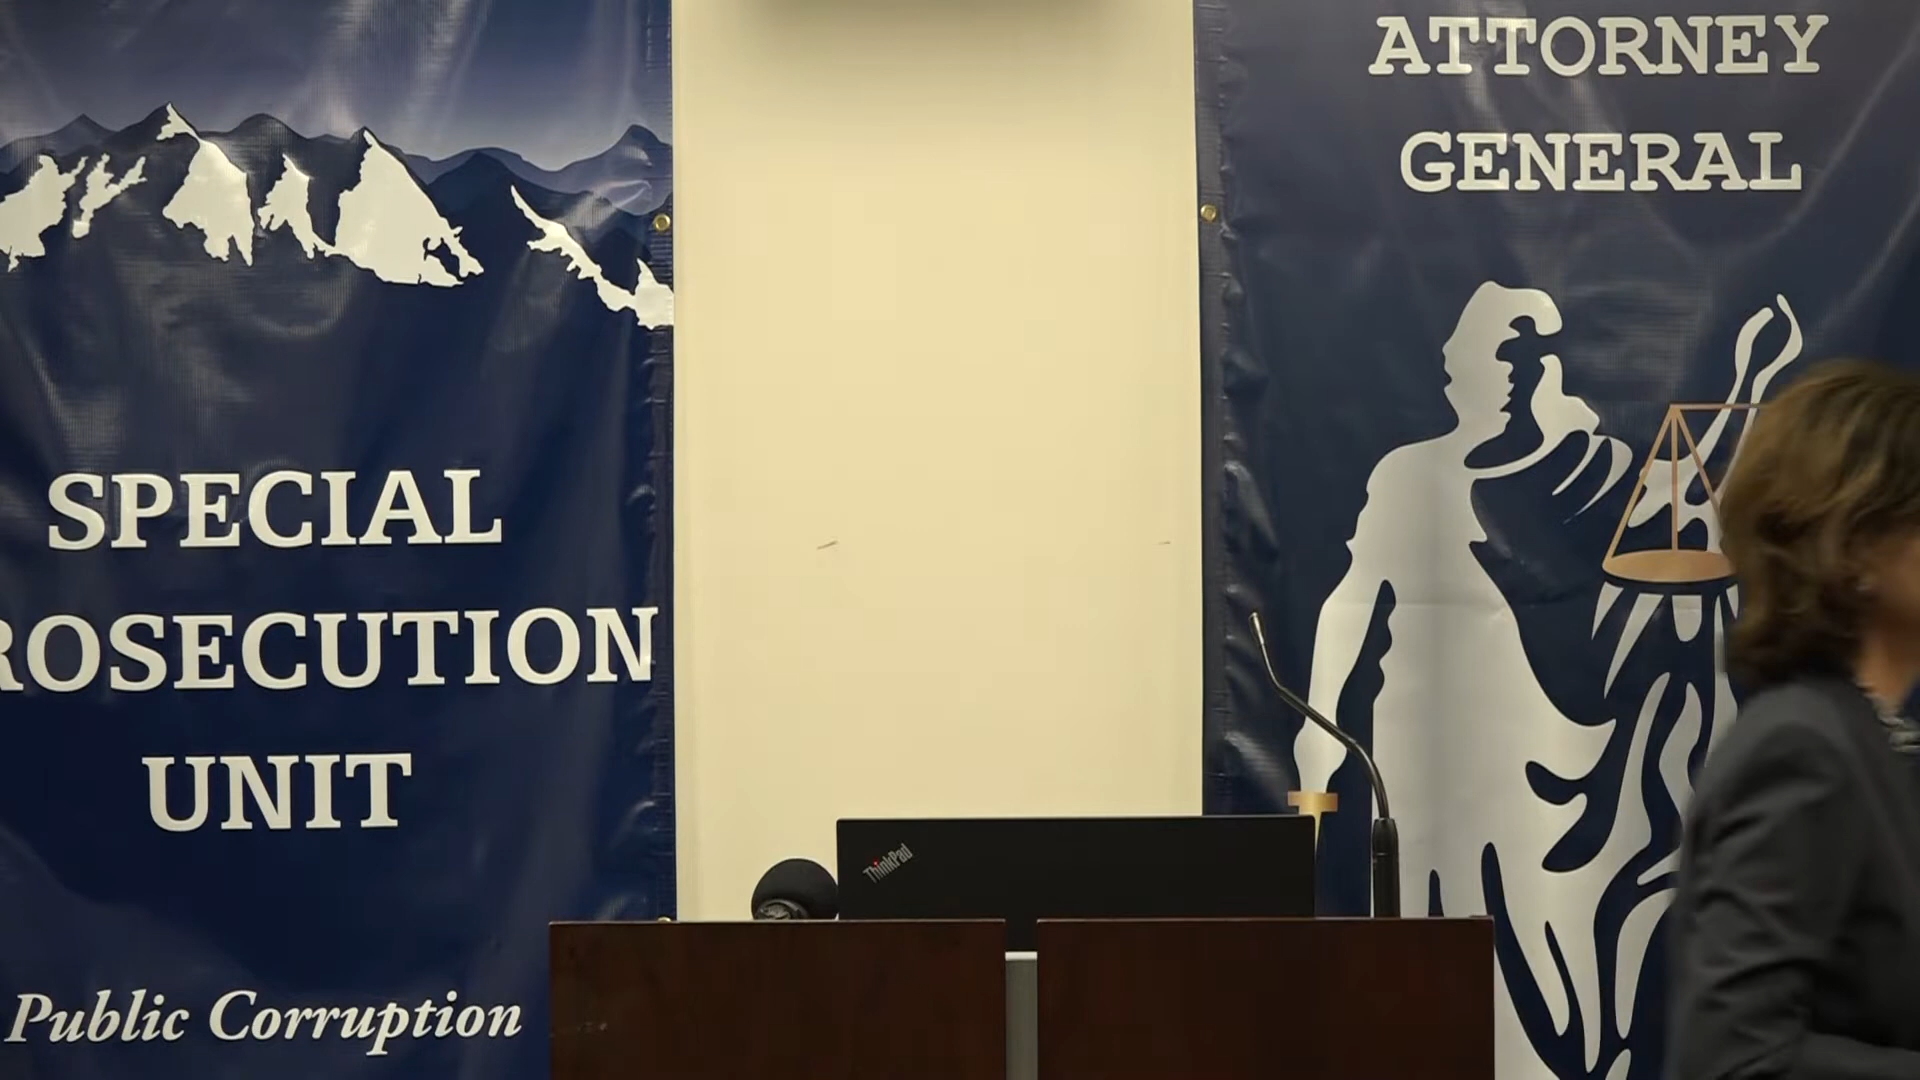 SPECIAL
ROSECUTION
UNIT
Public Corruption
ATTORNEY
GENERAL
ThinkPad